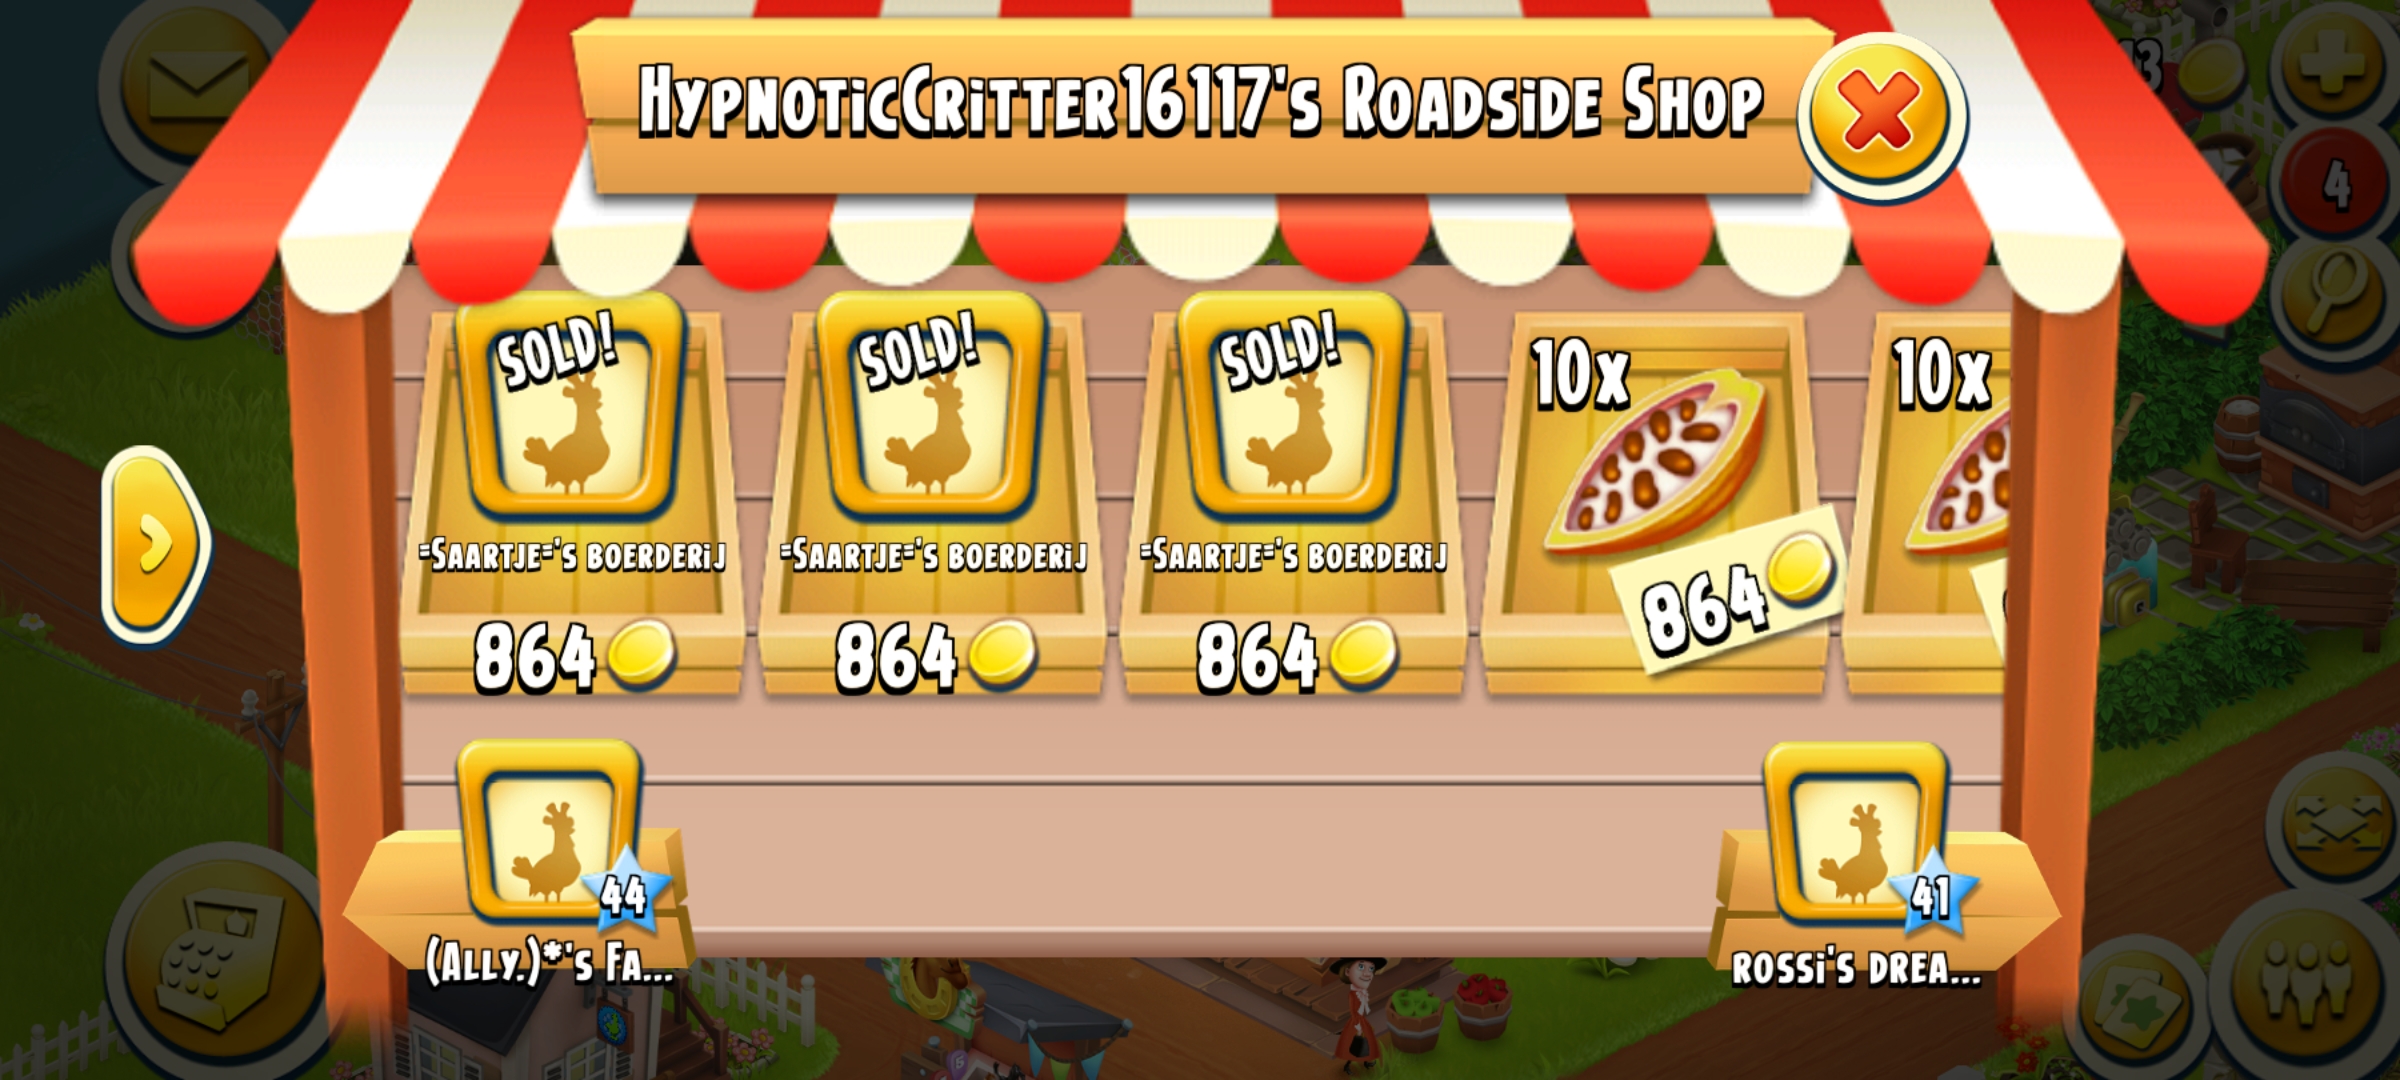 HypnoticCritter16117's Roadside Shop
4
SOLD!
SOLD!
SOLD!
10x
10x
=Saartje='s boerderij
=Saartje='s boerderij
=Saartje='s boerderij
864
864
864
864
44
41
(Ally.)*'s Fa...
ROSSi's DREA...